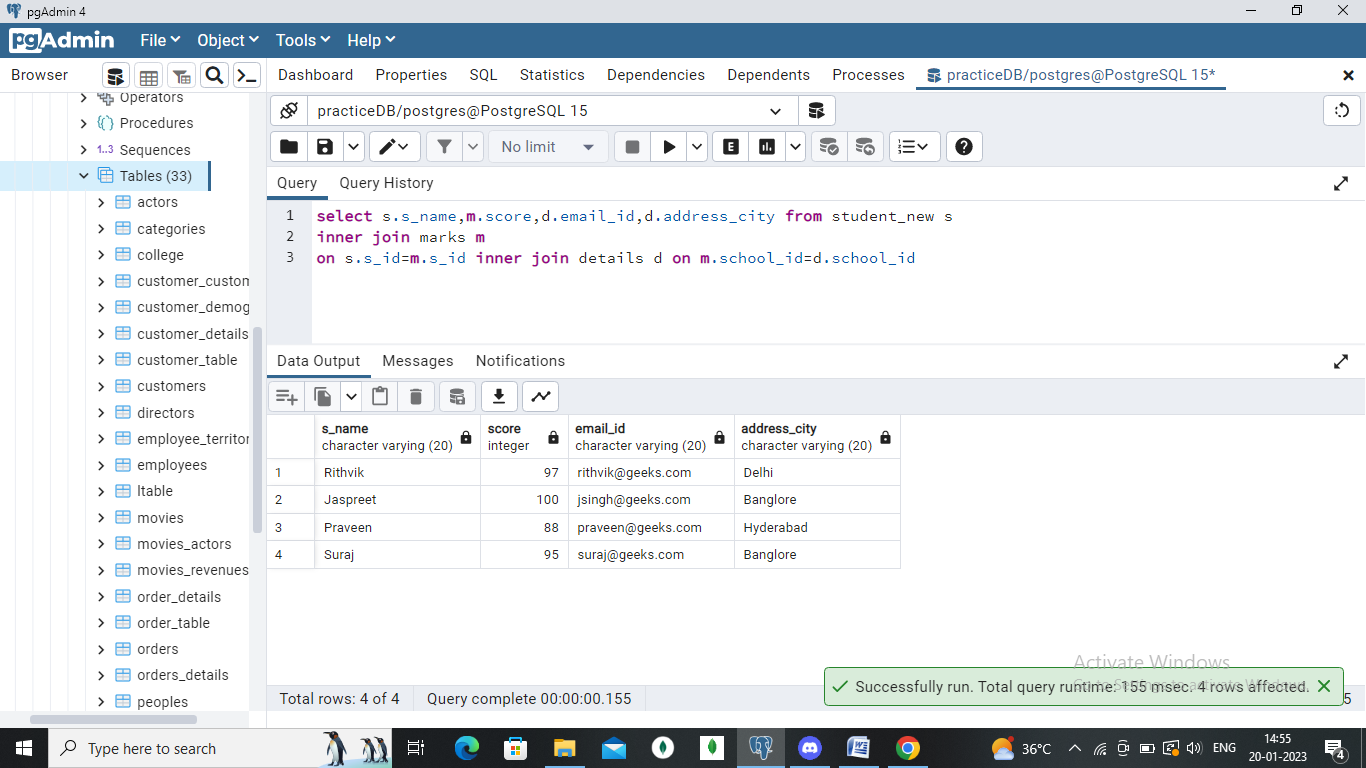 pgAdmin 4
pgAdmin File Object Tools Help
Browser
Dashboard Properties SQL Statistics Dependencies Dependents Processes practiceDB/postgres@PostgreSQL 15*
practiceDB/postgres@PostgreSQL 15
No limit
E
Query Query History
1 select s.s_name,m.score,d.email_id,d.address_city from student_new s
2 inner join marks m
3 on s.s_id=m.s_id inner join details d on m.school_id=d.school_id
Operators
Procedures
1..3 Sequences
Tables (33)
actors
categories
college
customer_custom
customer_demog
customer_details
customer_table
customers
directors
employee_territor
employees
ltable
movies
movies_actors
movies_revenues
order_details
order_table
orders
orders_details
peoples
Data Output Messages Notifications
s_name score email_id address_city
character varying (20) integer character varying (20) character varying (20)
1 Rithvik 97 rithvik@geeks.com Delhi
2 Jaspreet 100 jsingh@geeks.com Banglore
3 Praveen 88 praveen@geeks.com Hyderabad
4 Suraj 95 suraj@geeks.com Banglore
Activate Windows
Successfully run. Total query runtime: 155 msec. 4 rows affected.
Total rows: 4 of 4 Query complete 00:00:00.155
Type here to search
36°C ENG 14:55
20-01-2023
4